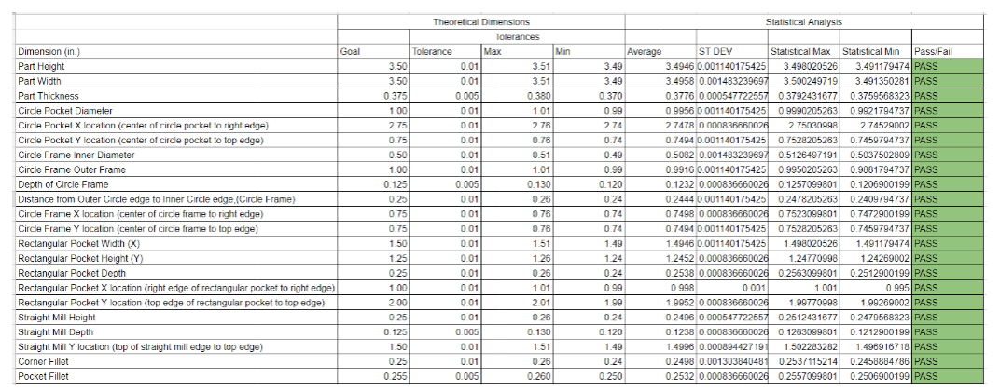 Theoretical Dimensions Statistical Analysis
Tolerances
Dimension (in.) Goal Tolerance Max Min Average ST DEV Statistical Max Statistical Min Pass/Fail
Part Height 3.50 0.01 3.51 3.49 3.4946 0.001140175425 3.498020526 3.491179474 PASS
Part Width 3.50 0.01 3.51 3.49 3.4958 0.001483239697 3.500249719 3.491350281 PASS
Part Thickness 0.375 0.005 0.380 0.370 0.3776 0.000547722557 0.3792431677 0.3759568323 PASS
Circle Pocket Diameter 1.00 0.01 1.01 0.99 0.9956 0.001140175425 0.9990205263 0.9921794737 PASS
Circle Pocket X location (center of circle pocket to right edge) 2.75 0.01 2.76 2.74 2.7478 0.000836660026 2.75030998 2.74529002 PASS
Circle Pocket Y location (center of circle pocket to top edge) 0.75 0.01 0.76 0.74 0.7494 0.001140175425 0.7528205263 0.7459794737 PASS
Circle Frame Inner Diameter 0.50 0.01 0.51 0.49 0.5082 0.001483239697 0.5126497191 0.5037502809 PASS
Circle Frame Outer Frame 1.00 0.01 1.01 0.99 0.9916 0.001140175425 0.9950205263 0.9881794737 PASS
Depth of Circle Frame 0.125 0.005 0.130 0.120 0.1232 0.000836660026 0.1257099801 0.1206900199 PASS
Distance from Outer Circle edge to Inner Circle edge,(Circle Frame) 0.25 0.01 0.26 0.24 0.2444 0.001140175425 0.2478205263 0.2409794737 PASS
Circle Frame X location (center of circle frame to right edge) 0.75 0.01 0.76 0.74 0.7498 0.000836660026 0.7523099801 0.7472900199 PASS
Circle Frame Y location (center of circle frame to top edge) 0.75 0.01 0.76 0.74 0.7494 0.001140175425 0.7528205263 0.7459794737 PASS
Rectangular Pocket Width (X) 1.50 0.01 1.51 1.49 1.4946 0.001140175425 1.498020526 1.491179474 PASS
Rectangular Pocket Height (Y) 1.25 0.01 1.26 1.24 1.2452 0.000836660026 1.24770998 1.24269002 PASS
Rectangular Pocket Depth 0.25 0.01 0.26 0.24 0.2538 0.000836660026 0.2563099801 0.2512900199 PASS
Rectangular Pocket X location (right edge of rectangular pocket to right edge) 1.00 0.01 1.01 0.99 0.998 0.001 1.001 0.995 PASS
Rectangular Pocket Y location (top edge of rectangular pocket to top edge) 2.00 0.01 2.01 1.99 1.9952 0.000836660026 1.99770998 1.99269002 PASS
Straight Mill Height 0.25 0.01 0.26 0.24 0.2496 0.000547722557 0.2512431677 0.2479568323 PASS
Straight Mill Depth 0.125 0.005 0.130 0.120 0.1238 0.000836660026 0.1263099801 0.1212900199 PASS
Straight Mill Y location (top of straight mill edge to top edge) 1.50 0.01 1.51 1.49 1.4996 0.000894427191 1.502283282 1.496916718 PASS
Corner Fillet 0.25 0.01 0.26 0.24 0.2498 0.001303840481 0.2537115214 0.2458884786 PASS
Pocket Fillet 0.255 0.005 0.260 0.250 0.2532 0.000836660026 0.2557099801 0.2506900199 PASS